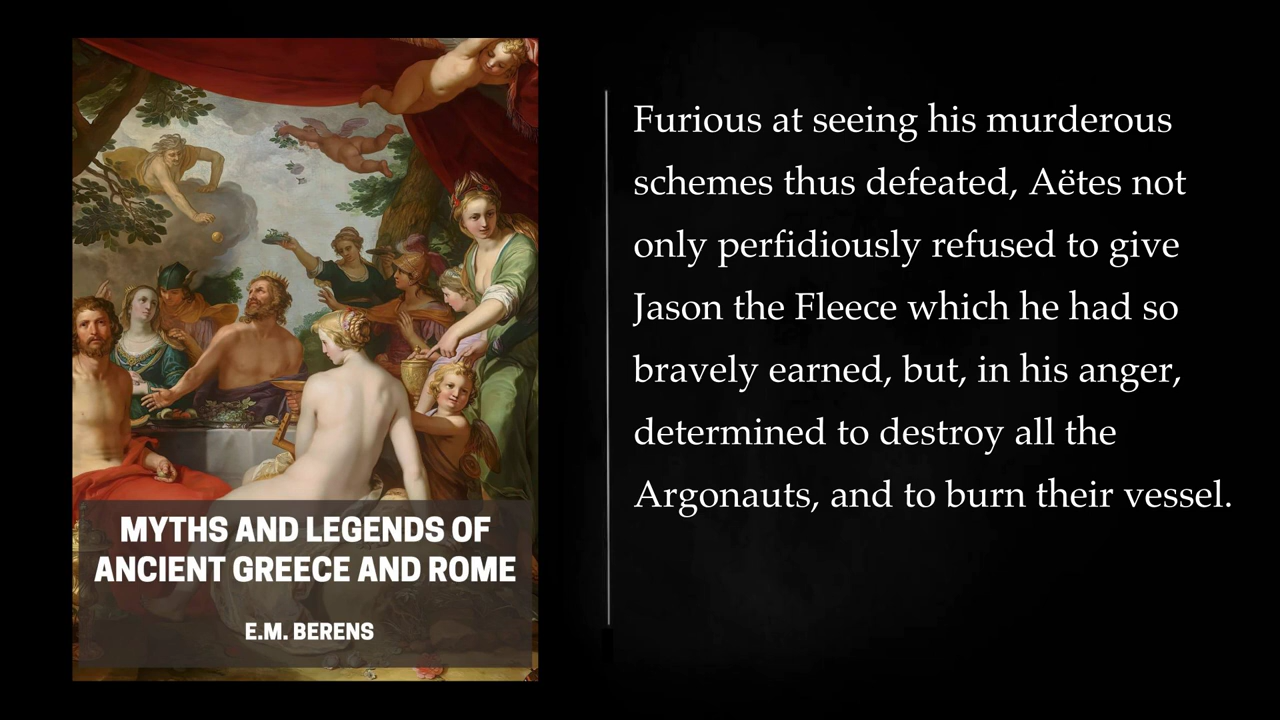 MYTHS AND LEGENDS OF
ANCIENT GREECE AND ROME
E.M. BERENS
Furious at seeing his murderous
schemes thus defeated, Aëtes not
only perfidiously refused to give
Jason the Fleece which he had so
bravely earned, but, in his anger,
determined to destroy all the
Argonauts, and to burn their vessel.